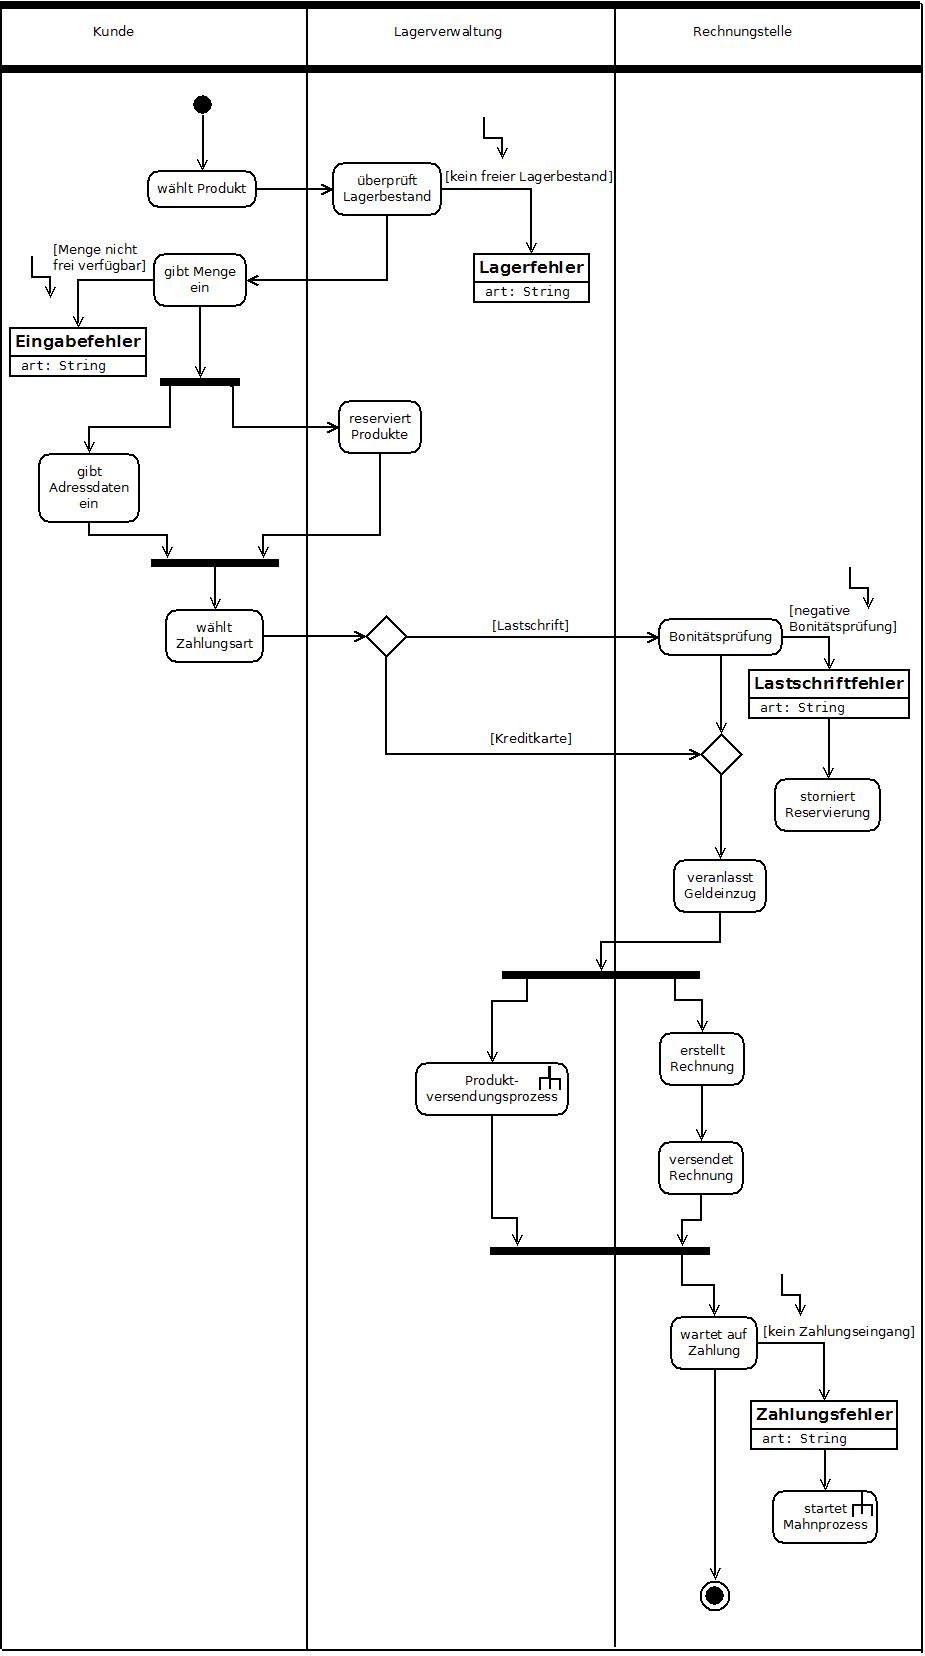 Kunde
Lagerverwaltung
Rechnungstelle
wählt Produkt
überprüft
Lagerbestand
[kein freier Lagerbestand]
Lagerfehler
art: String
[Menge nicht
frei verfügbar]
gibt Menge
ein
Eingabefehler
art: String
reserviert
Produkte
gibt
Adressdaten
ein
wählt
Zahlungsart
[Lastschrift]
Bonitätsprüfung
[negative
Bonitätsprüfung]
Lastschriftfehler
art: String
[Kreditkarte]
storniert
Reservierung
veranlasst
Geldeinzug
Produkt-
versendungsprozess
erstellt
Rechnung
versendet
Rechnung
wartet auf
Zahlung
[kein Zahlungseingang]
Zahlungsfehler
art: String
startet
Mahnprozess